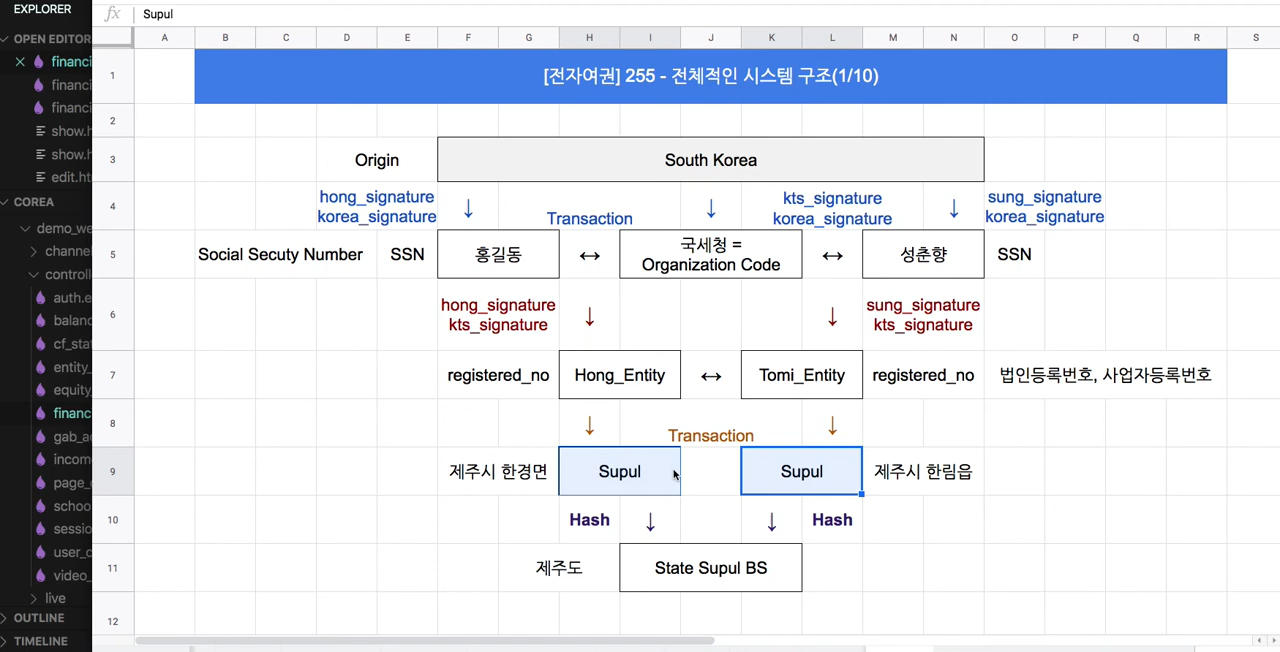 EXPLORER
fx
Supul
OPEN EDITOR
financi
financi
financi
show.h
show.h
edit.ht
COREA
demo_we
channel
controll
auth.e
balanc
cf_stat
entity_
equity_
financ
gab_a
incom
page_
schoo
sessio
user_c
video_
live
OUTLINE
TIMELINE
A B C D E F G H I J K L M N O P Q R S
1
[전자여권] 255 - 전체적인 시스템 구조(1/10)
2
3
Origin
South Korea
4
hong_signature
korea_signature
↓
Transaction
↓
kts_signature
korea_signature
↓
sung_signature
korea_signature
5
Social Secuty Number
SSN
홍길동
↔
국세청 =
Organization Code
↔
성춘향
SSN
6
hong_signature
kts_signature
↓
↓
sung_signature
kts_signature
7
registered_no
Hong_Entity
↔
Tomi_Entity
registered_no
법인등록번호, 사업자등록번호
8
↓
Transaction
↓
9
제주시 한경면
Supul
Supul
제주시 한림읍
10
Hash
↓
↓
Hash
11
제주도
State Supul BS
12